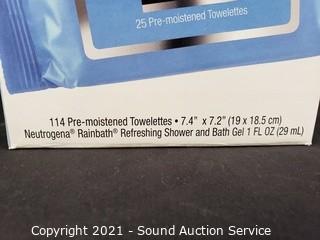 25 Pre-moistened Towelettes
114 Pre-moistened Towelettes • 7.4" x 7.2" (19 x 18.5 cm)
Neutrogena® Rainbath® Refreshing Shower and Bath Gel 1 FL OZ (29 mL)
Copyright 2021 - Sound Auction Service